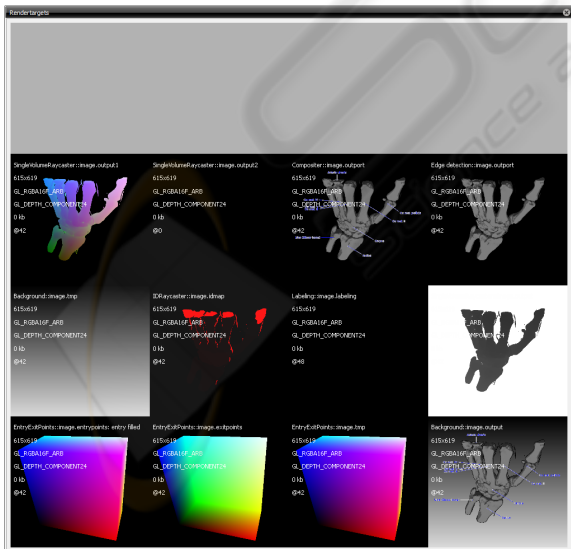 Rendertargets
SingleVolumeRaycaster::image.output1
615x619
GL_RGBA16F_ARB
GL_DEPTH_COMPONENT24
0 kb
@42
SingleVolumeRaycaster::image.output2
615x619
GL_RGBA16F_ARB
GL_DEPTH_COMPONENT24
0 kb
@0
Compositer::image.outport
615x619
GL_RGBA16F_ARB
GL_DEPTH_COMPONENT24
0 kb
@42
Edge detection::image.outport
615x619
GL_RGBA16F_ARB
GL_DEPTH_COMPONENT24
0 kb
@42
Background::image.tmp
615x619
GL_RGBA16F_ARB
GL_DEPTH_COMPONENT24
0 kb
@42
IDRaycaster::image.idmap
615x619
GL_RGBA16F_ARB
GL_DEPTH_COMPONENT24
0 kb
@42
Labeling::image.labeling
615x619
GL_RGBA16F_ARB
GL_DEPTH_COMPONENT24
0 kb
@48
EntryExitPoints::image.entrypoints: entry filled
615x619
GL_RGBA16F_ARB
GL_DEPTH_COMPONENT24
0 kb
@42
EntryExitPoints::image.exitpoints
615x619
GL_RGBA16F_ARB
GL_DEPTH_COMPONENT24
0 kb
@42
EntryExitPoints::image.tmp
615x619
GL_RGBA16F_ARB
GL_DEPTH_COMPONENT24
0 kb
@42
Background::image.output
615x619
GL_RGBA16F_ARB
GL_DEPTH_COMPONENT24
0 kb
@42